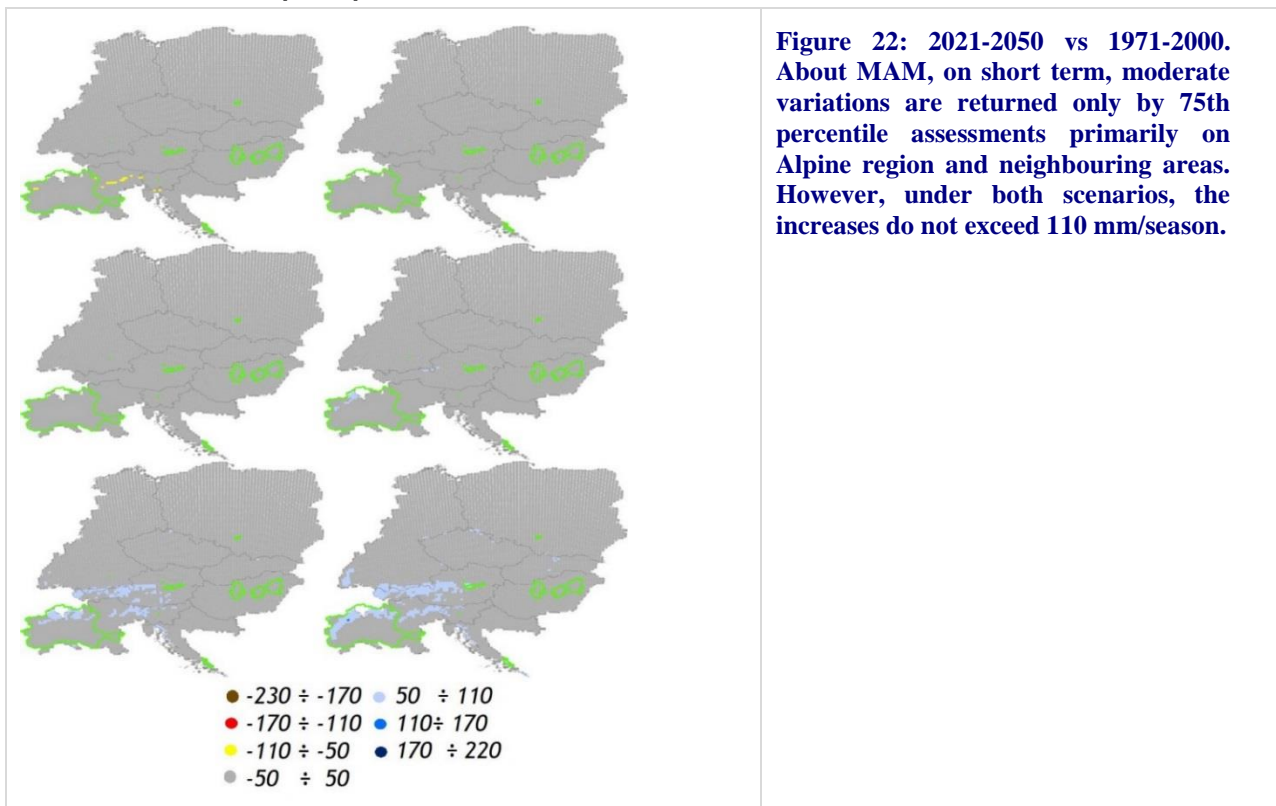 Figure 22: 2021-2050 vs 1971-2000.
About MAM, on short term, moderate
variations are returned only by 75th
percentile assessments primarily on
Alpine region and neighbouring areas.
However, under both scenarios, the
increases do not exceed 110 mm/season.
-230 ÷ -170
-170 ÷ -110
-110 ÷ -50
-50 ÷ 50
50 ÷ 110
110÷ 170
170 ÷ 220